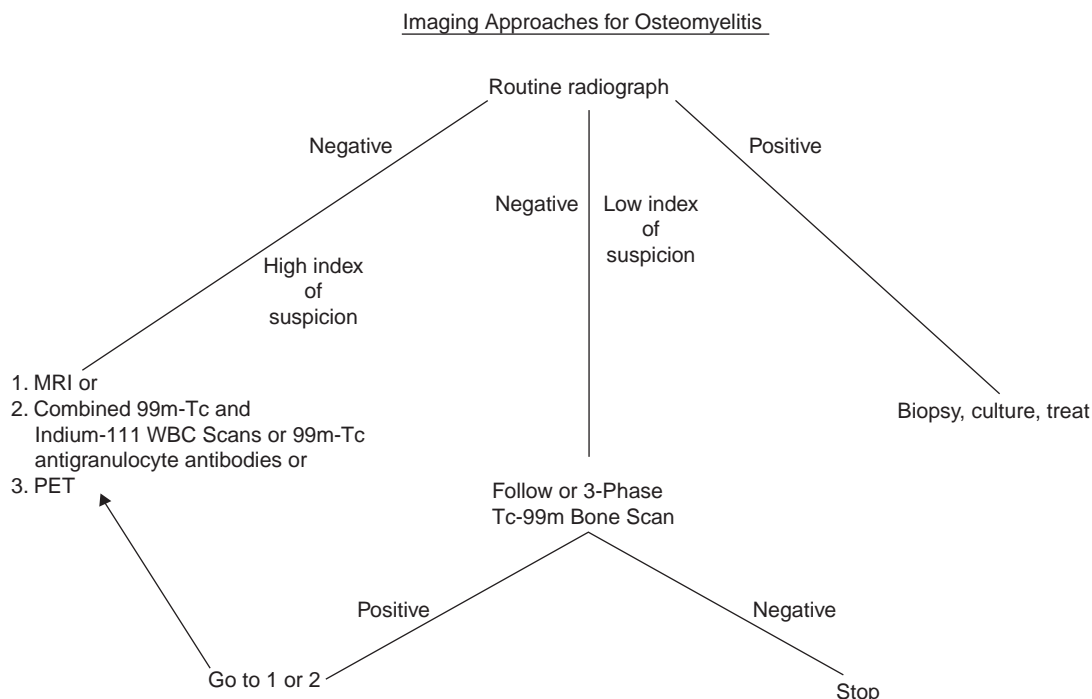 Imaging Approaches for Osteomyelitis
Routine radiograph
Negative
Positive
Negative
Low index
of
suspicion
High index
of
suspicion
1. MRI or
2. Combined 99m-Tc and
Indium-111 WBC Scans or 99m-Tc
antigranulocyte antibodies or
3. PET
Biopsy, culture, treat
Follow or 3-Phase
Tc-99m Bone Scan
Positive
Negative
Go to 1 or 2
Stop